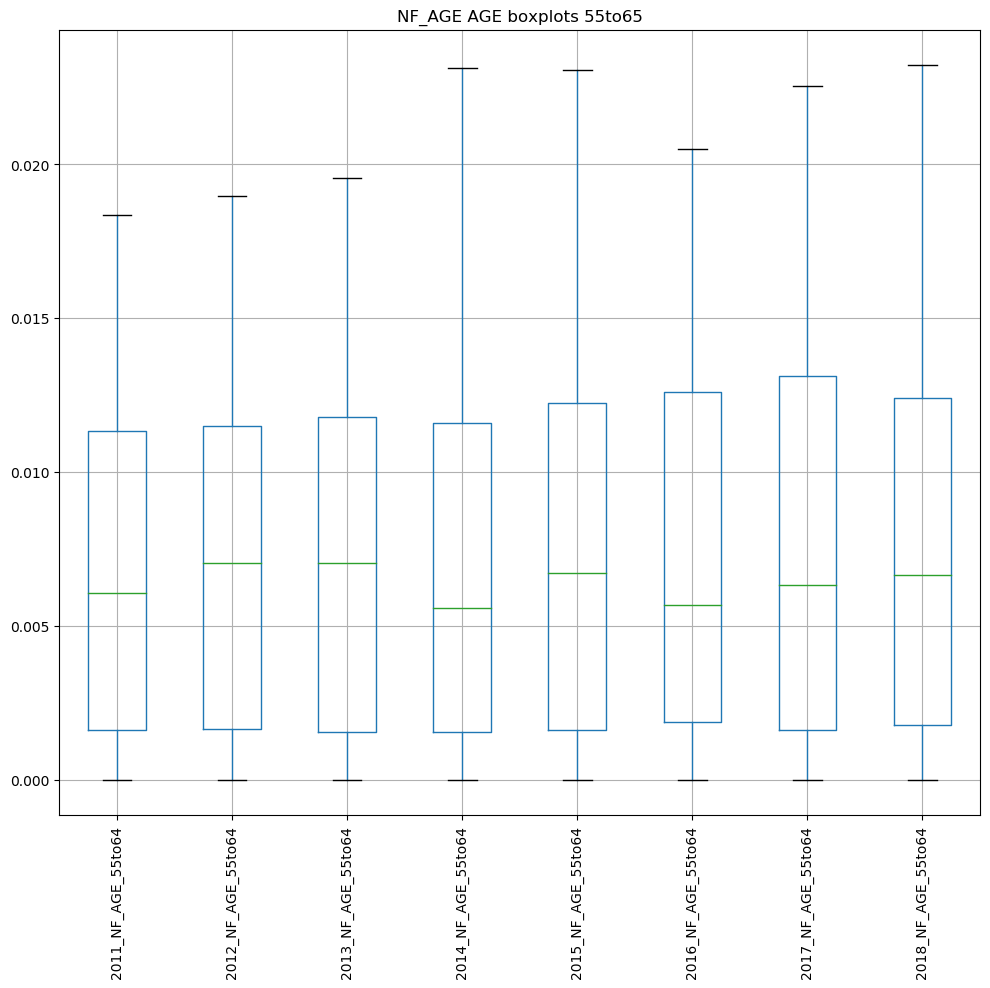 NF_AGE AGE boxplots 55to65
0.020
0.015
0.010
0.005
0.000
2011_NF_AGE_55to64
2012_NF_AGE_55to64
2013_NF_AGE_55to64
2014_NF_AGE_55to64
2015_NF_AGE_55to64
2016_NF_AGE_55to64
2017_NF_AGE_55to64
2018_NF_AGE_55to64